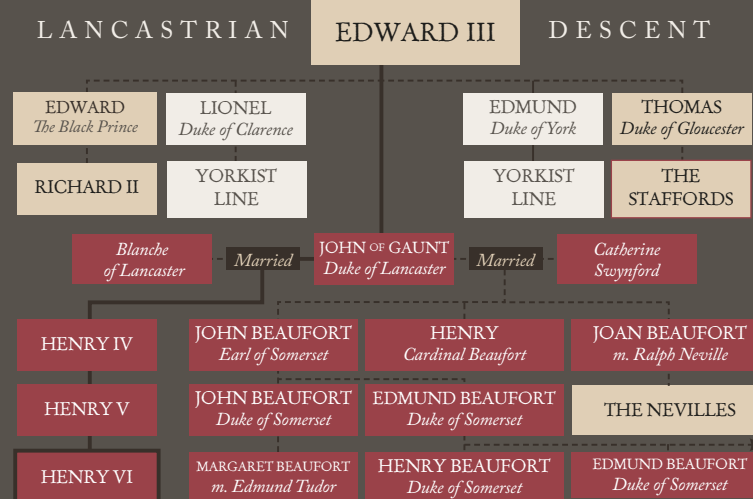 LANCASTRIAN
EDWARD III
DESCENT
EDWARD
The Black Prince
LIONEL
Duke of Clarence
EDMUND
Duke of York
THOMAS
Duke of Gloucester
RICHARD II
YORKIST
LINE
YORKIST
LINE
THE
STAFFORDS
Blanche
of Lancaster
Married
JOHN OF GAUNT
Duke of Lancaster
Married
Catherine
Swynford
HENRY IV
JOHN BEAUFORT
Earl of Somerset
HENRY
Cardinal Beaufort
JOAN BEAUFORT
m. Ralph Neville
HENRY V
JOHN BEAUFORT
Duke of Somerset
EDMUND BEAUFORT
Duke of Somerset
THE NEVILLES
HENRY VI
MARGARET BEAUFORT
m. Edmund Tudor
HENRY BEAUFORT
Duke of Somerset
EDMUND BEAUFORT
Duke of Somerset